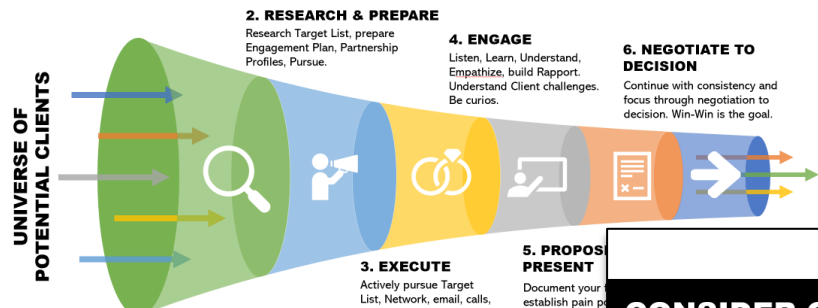 2. RESEARCH & PREPARE
Research Target List, prepare
Engagement Plan, Partnership
Profiles, Pursue.
4. ENGAGE
Listen, Learn, Understand,
Empathize, build Rapport.
Understand Client challenges.
Be curios.
6. NEGOTIATE TO
DECISION
Continue with consistency and
focus through negotiation to
decision. Win-Win is the goal.
UNIVERSE OF
POTENTIAL CLIENTS
3. EXECUTE
Actively pursue Target
List, Network, email, calls,
5.
PRESENT
Document your
establish pain